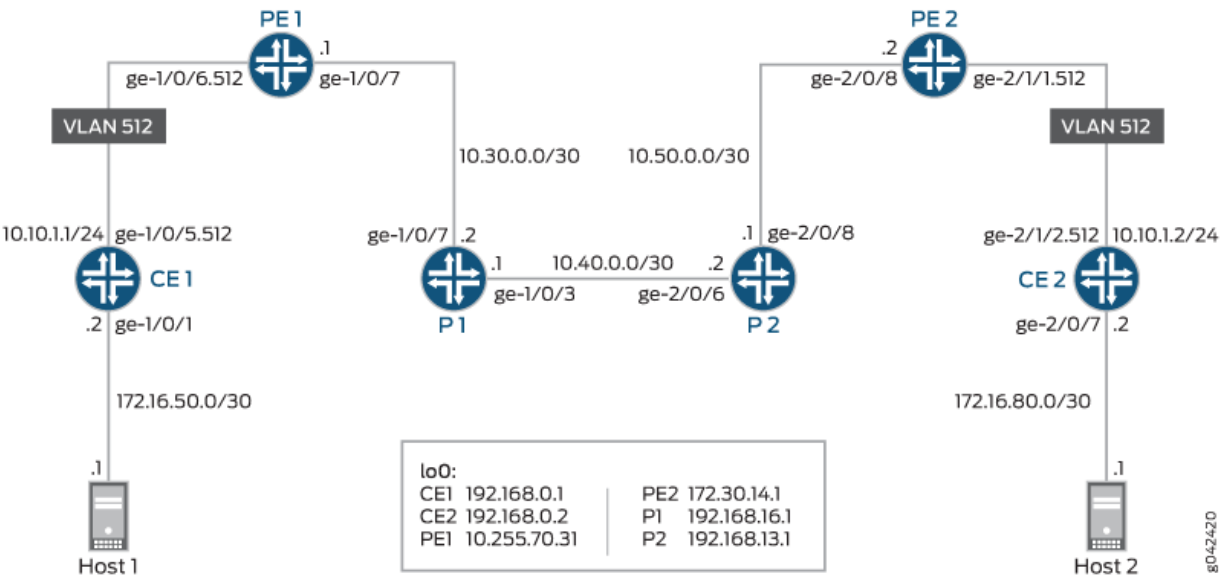 PE 1
PE 2
.1
.2
ge-1/0/6.512
ge-1/0/7
ge-2/0/8
ge-2/1/1.512
VLAN 512
VLAN 512
10.30.0.0/30
10.50.0.0/30
10.10.1.1/24
ge-1/0/5.512
ge-1/0/7
.2
.1
ge-2/0/8
ge-2/1/2.512
10.10.1.2/24
CE 1
.1
10.40.0.0/30
.2
CE 2
ge-1/0/3
ge-2/0/6
.2
ge-1/0/1
P 1
P 2
ge-2/0/7
.2
172.16.50.0/30
172.16.80.0/30
.1
.1
lo0:
CE1 192.168.0.1
PE2 172.30.14.1
CE2 192.168.0.2
P1 192.168.16.1
PE1 10.255.70.31
P2 192.168.13.1
Host 1
Host 2
g042420